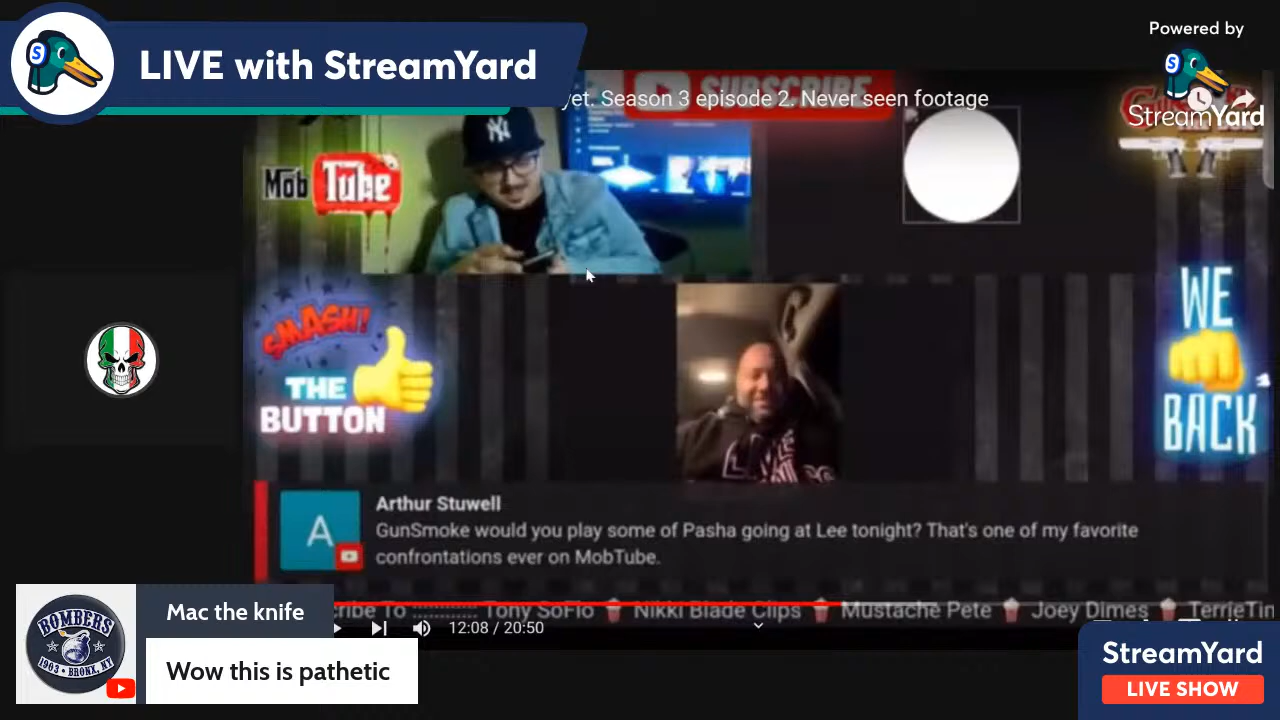 LIVE with StreamYard
Powered by
StreamYard
SUBSCRIBE
yet. Season 3 episode 2. Never seen footage
Mob Tube
SMASH!
THE
BUTTON
WE
BACK
A
Arthur Stuwell
GunSmoke would you play some of Pasha going at Lee tonight? That's one of my favorite
confrontations ever on MobTube.
cribe To ............ Tony SoFlo Nikki Blade Clips Mustache Pete Joey Dimes TerrieTin
12:08 / 20:50
BOMBERS
1903 • BRONX, NY
Mac the knife
Wow this is pathetic
StreamYard
LIVE SHOW